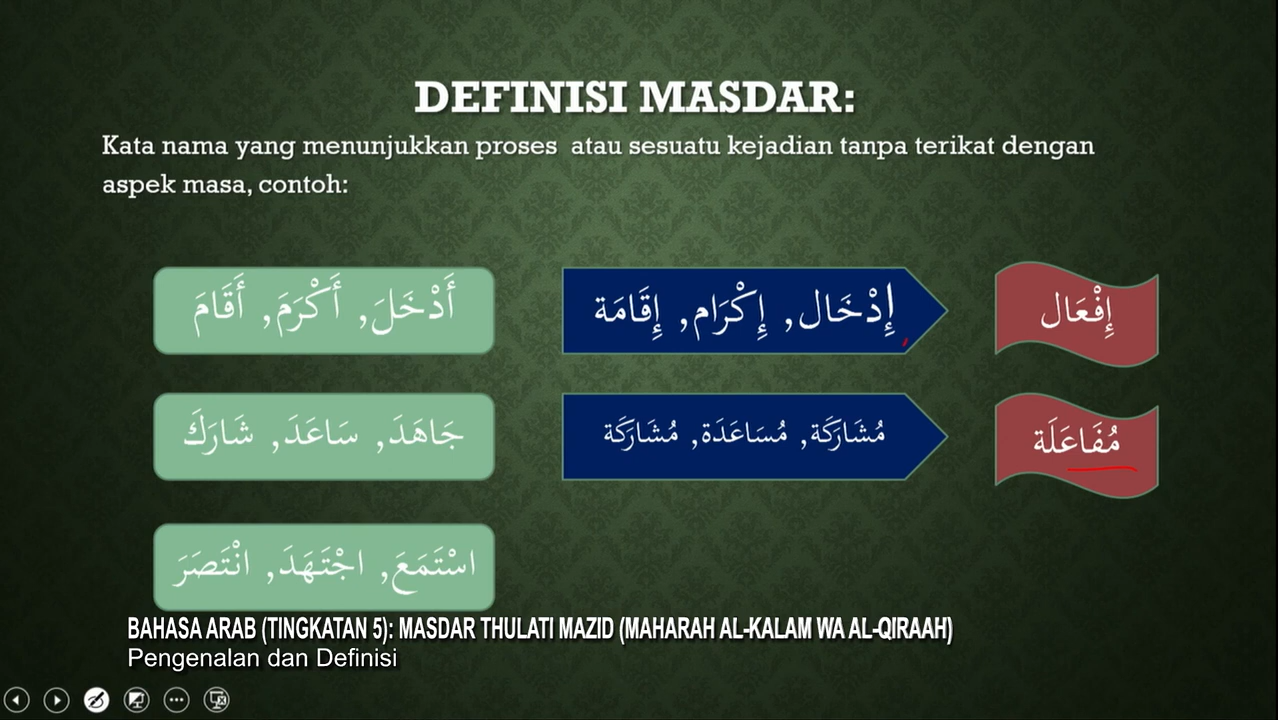 DEFINISI MASDAR:
Kata nama yang menunjukkan proses atau sesuatu kejadian tanpa terikat dengan
aspek masa, contoh:
أَدْخَلَ, أَكْرَمَ, أَقَامَ
إِدْخَال, إِكْرَام, إِقَامَة
إِفْعَال
جَاهَدَ, سَاعَدَ, شَارَكَ
مُشَارَكَة, مُسَاعَدَة, مُشَارَكَة
مُفَاعَلَة
اسْتَمَعَ, اجْتَهَدَ, انْتَصَرَ
BAHASA ARAB (TINGKATAN 5): MASDAR THULATI MAZID (MAHARAH AL-KALAM WA AL-QIRAAH)
Pengenalan dan Definisi